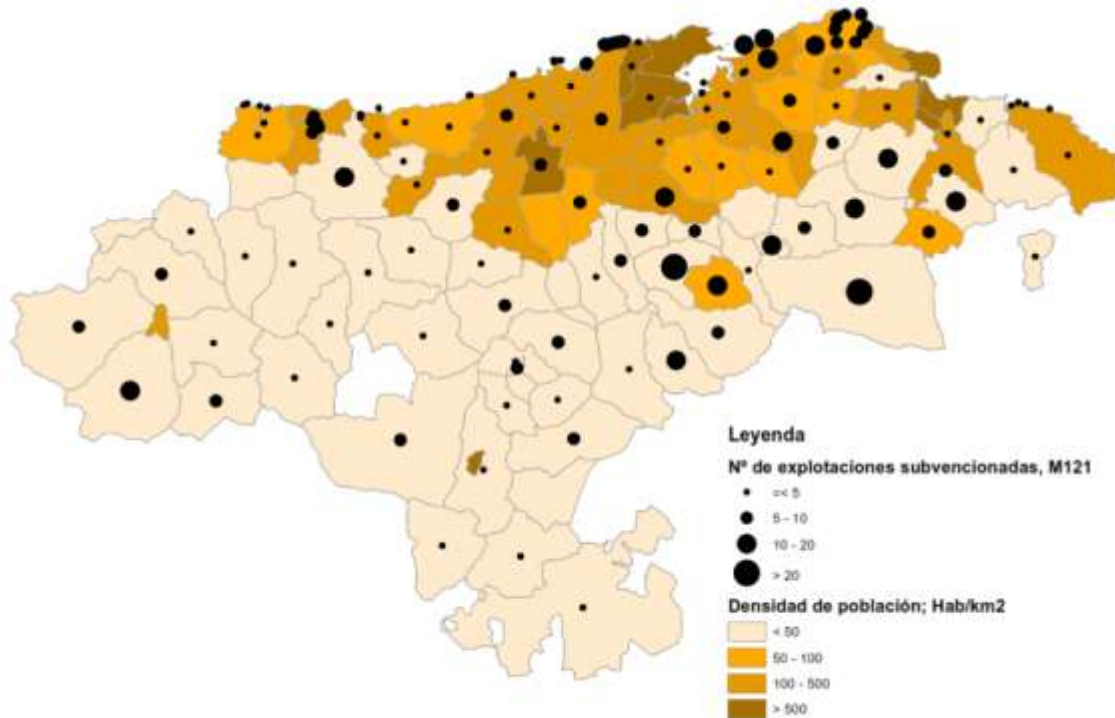 Leyenda
Nº de explotaciones subvencionadas, M121
=< 5
5 - 10
10 - 20
> 20
Densidad de población; Hab/km2
< 50
50 - 100
100 - 500
> 500